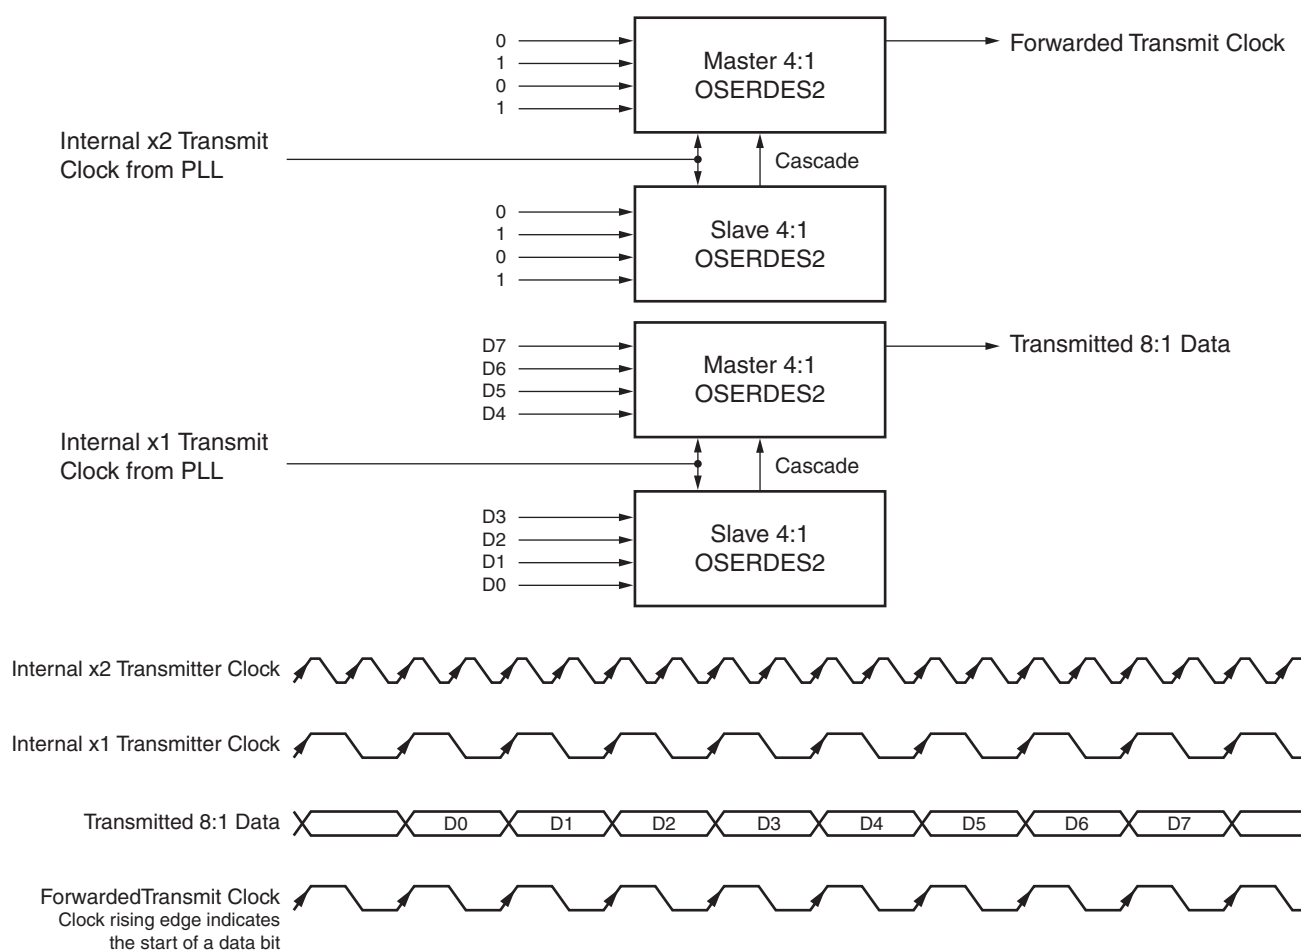 0
1
0
1
Master 4:1
OSERDES2
Forwarded Transmit Clock
Internal x2 Transmit
Clock from PLL
Cascade
0
1
0
1
Slave 4:1
OSERDES2
D7
D6
D5
D4
Master 4:1
OSERDES2
Transmitted 8:1 Data
Internal x1 Transmit
Clock from PLL
Cascade
D3
D2
D1
D0
Slave 4:1
OSERDES2
Internal x2 Transmitter Clock
Internal x1 Transmitter Clock
Transmitted 8:1 Data
D0 D1 D2 D3 D4 D5 D6 D7
ForwardedTransmit Clock
Clock rising edge indicates
the start of a data bit